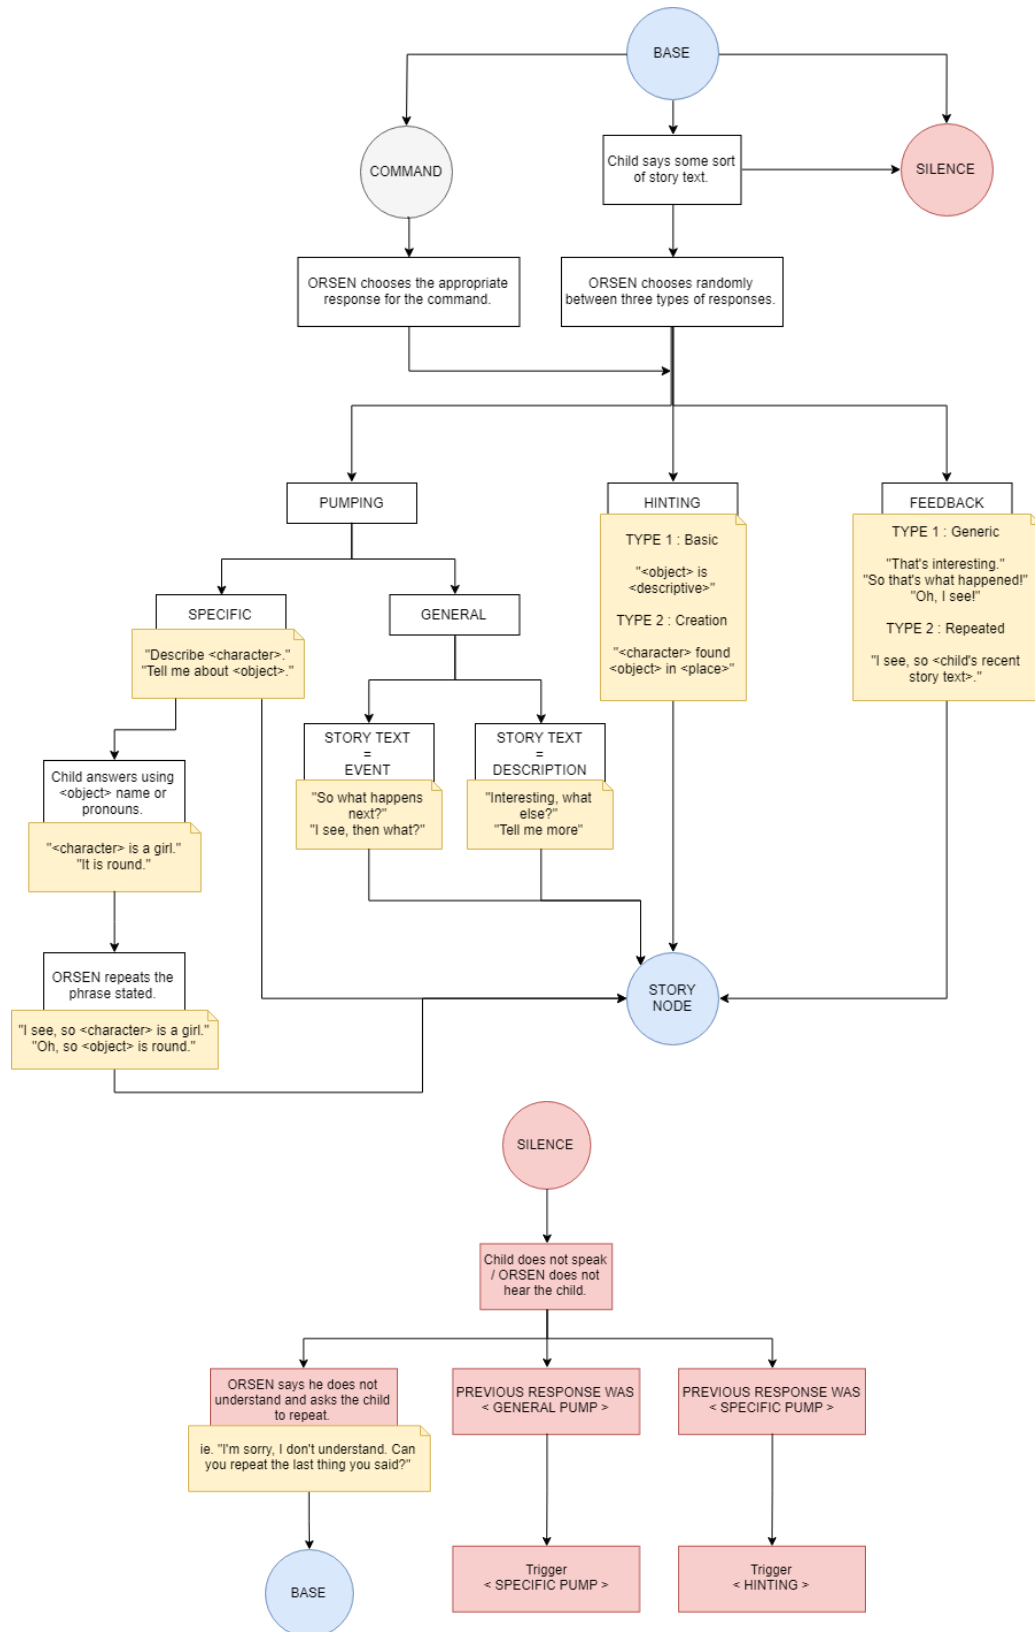 BASE
COMMAND
Child says some sort
of story text.
SILENCE
ORSEN chooses the appropriate
response for the command.
ORSEN chooses randomly
between three types of responses.
PUMPING
HINTING
FEEDBACK
TYPE 1 : Basic
"<object> is
<descriptive>"
TYPE 2 : Creation
"<character> found
<object> in <place>"
TYPE 1 : Generic
"That's interesting."
"So that's what happened!"
"Oh, I see!"
TYPE 2 : Repeated
"I see, so <child's recent
story text>."
SPECIFIC
"Describe <character>."
"Tell me about <object>."
GENERAL
STORY TEXT
=
EVENT
"So what happens
next?"
"I see, then what?"
STORY TEXT
=
DESCRIPTION
"Interesting, what
else?"
"Tell me more"
Child answers using
<object> name or
pronouns.
"<character> is a girl."
"It is round."
ORSEN repeats the
phrase stated.
"I see, so <character> is a girl."
"Oh, so <object> is round."
STORY
NODE
SILENCE
Child does not speak
/ ORSEN does not
hear the child.
ORSEN says he does not
understand and asks the child
to repeat.
ie. "I'm sorry, I don't understand. Can
you repeat the last thing you said?"
BASE
PREVIOUS RESPONSE WAS
< GENERAL PUMP >
Trigger
< SPECIFIC PUMP >
PREVIOUS RESPONSE WAS
< SPECIFIC PUMP >
Trigger
< HINTING >